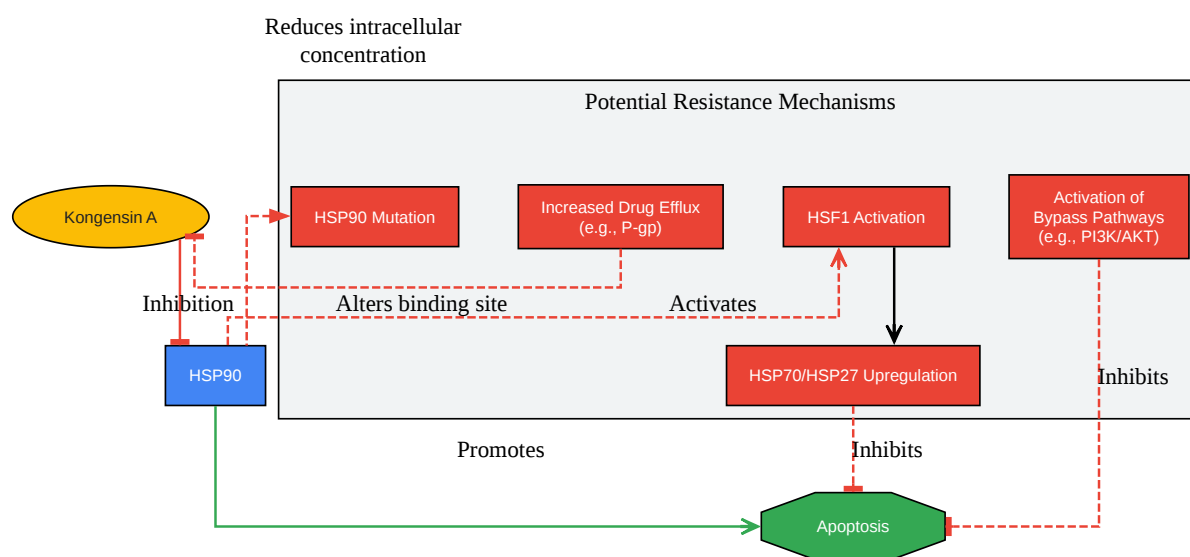 Reduces intracellular
concentration
Potential Resistance Mechanisms
Kongensin A
HSP90 Mutation
Increased Drug Efflux
(e.g., P-gp)
HSF1 Activation
Activation of
Bypass Pathways
(e.g., PI3K/AKT)
Inhibition
Alters binding site
Activates
HSP90
HSP70/HSP27 Upregulation
Inhibits
Promotes
Inhibits
Apoptosis